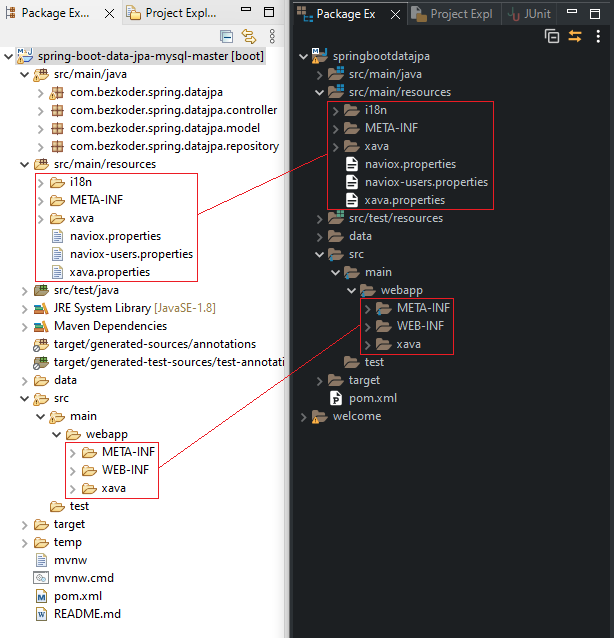 Package Ex...
Project Expl...
spring-boot-data-jpa-mysql-master [boot]
src/main/java
com.bezkoder.spring.datajpa
com.bezkoder.spring.datajpa.controller
com.bezkoder.spring.datajpa.model
com.bezkoder.spring.datajpa.repository
src/main/resources
i18n
META-INF
xava
naviox.properties
naviox-users.properties
xava.properties
src/test/java
JRE System Library [JavaSE-1.8]
Maven Dependencies
target/generated-sources/annotations
target/generated-test-sources/test-annotati
data
src
main
webapp
META-INF
WEB-INF
xava
test
target
temp
mvnw
mvnw.cmd
pom.xml
README.md
Package Ex
Project Expl
JUnit
springbootdatajpa
src/main/java
src/main/resources
i18n
META-INF
xava
naviox.properties
naviox-users.properties
xava.properties
src/test/resources
data
src
main
webapp
META-INF
WEB-INF
xava
test
target
pom.xml
welcome